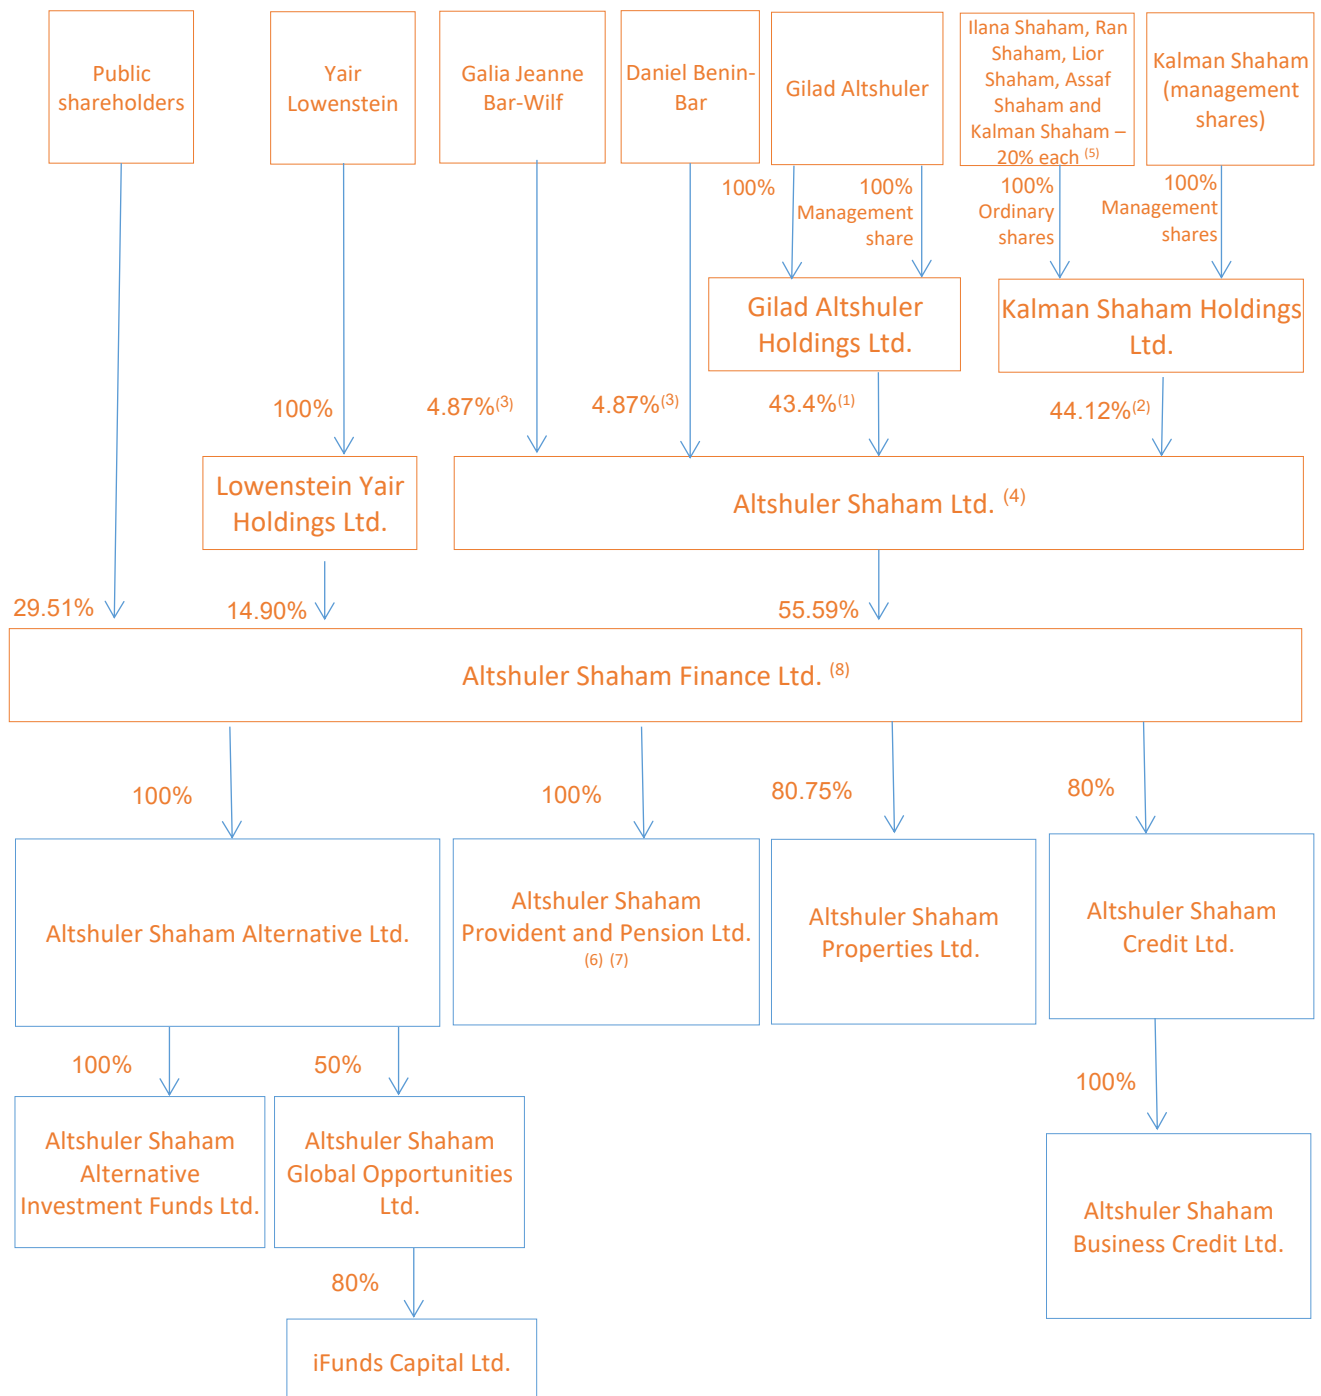 Public
shareholders
Yair
Lowenstein
Galia Jeanne
Bar-Wilf
Daniel Benin-
Bar
Gilad Altshuler
Ilana Shaham, Ran
Shaham, Lior
Shaham, Assaf
Shaham and
Kalman Shaham –
20% each (5)
Kalman Shaham
(management
shares)
100%
100%
Management
share
100%
Ordinary
shares
100%
Management
shares
Gilad Altshuler
Holdings Ltd.
Kalman Shaham Holdings
Ltd.
100%
4.87%(3)
4.87%(3)
43.4%(1)
44.12%(2)
Lowenstein Yair
Holdings Ltd.
Altshuler Shaham Ltd. (4)
29.51%
14.90%
55.59%
Altshuler Shaham Finance Ltd. (8)
100%
100%
80.75%
80%
Altshuler Shaham Alternative Ltd.
Altshuler Shaham
Provident and Pension Ltd.
(6) (7)
Altshuler Shaham
Properties Ltd.
Altshuler Shaham
Credit Ltd.
100%
50%
100%
Altshuler Shaham
Alternative
Investment Funds Ltd.
Altshuler Shaham
Global Opportunities
Ltd.
Altshuler Shaham
Business Credit Ltd.
80%
iFunds Capital Ltd.